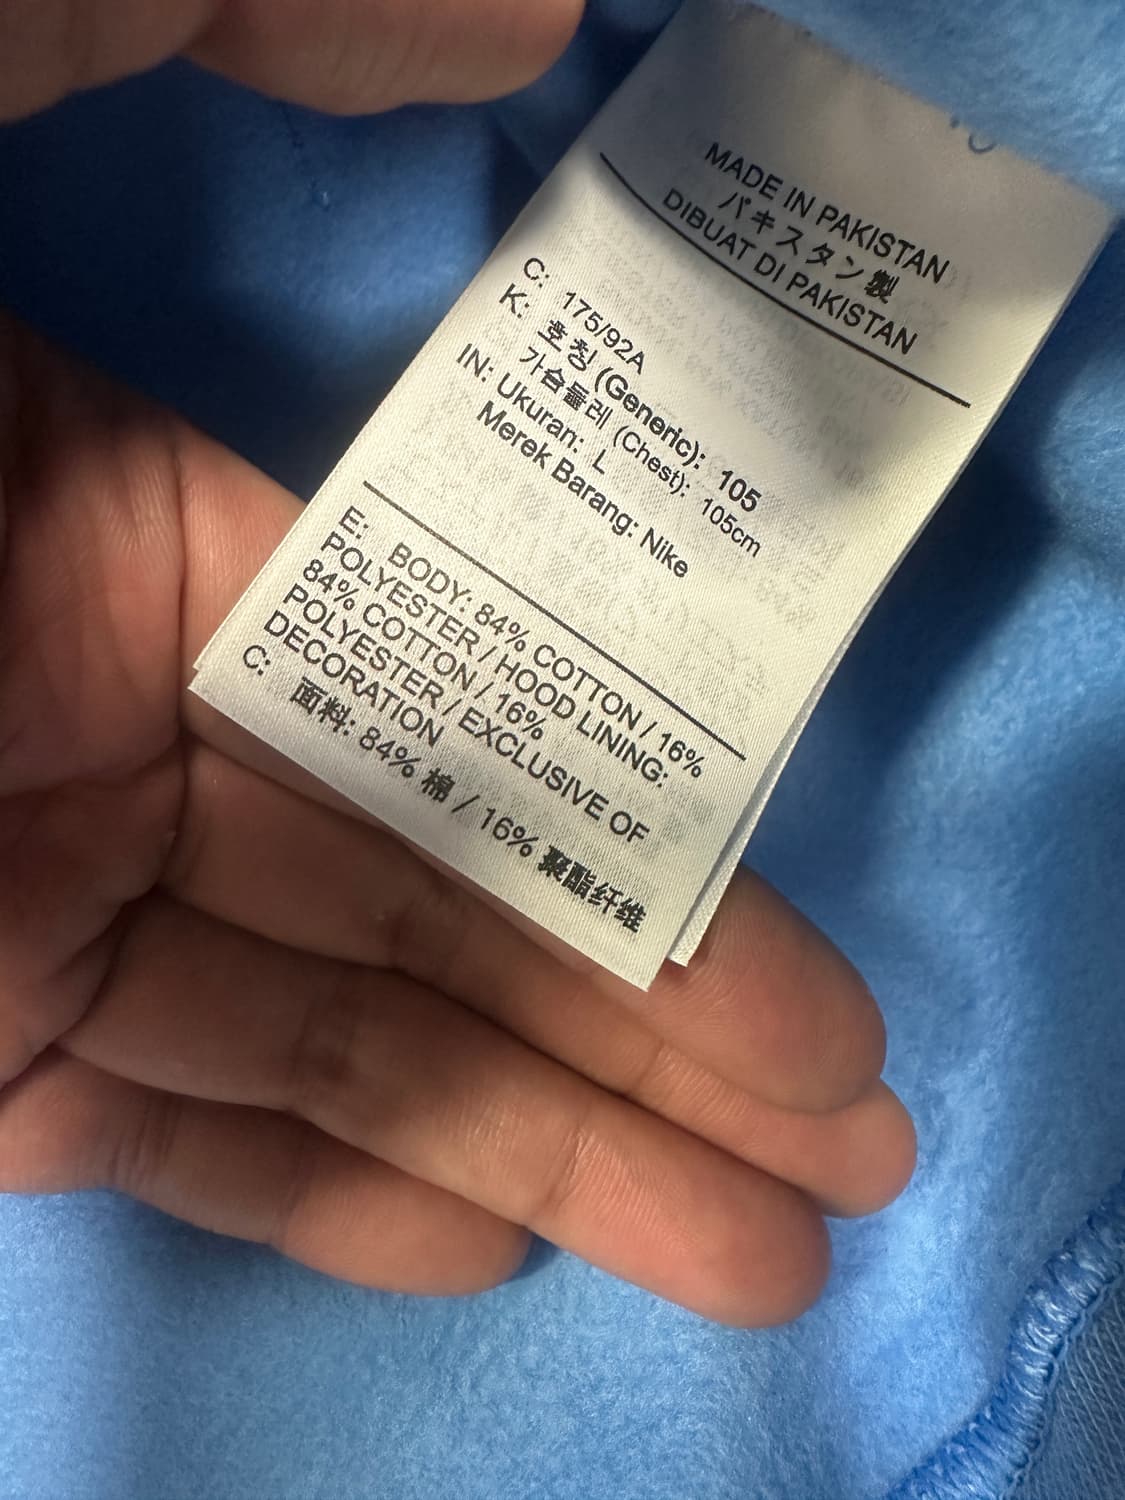 MADE IN PAKISTAN
パキスタン製
DIBUAT DI PAKISTAN
C: 175/92A
K: 호칭 (Generic): 105
가슴둘레 (Chest): 105cm
IN: Ukuran: L
Merek Barang: Nike
E: BODY: 84% COTTON / 16%
POLYESTER / HOOD LINING:
84% COTTON / 16%
POLYESTER / EXCLUSIVE OF
DECORATION
C: 面料: 84% 棉 / 16% 聚酯纤维